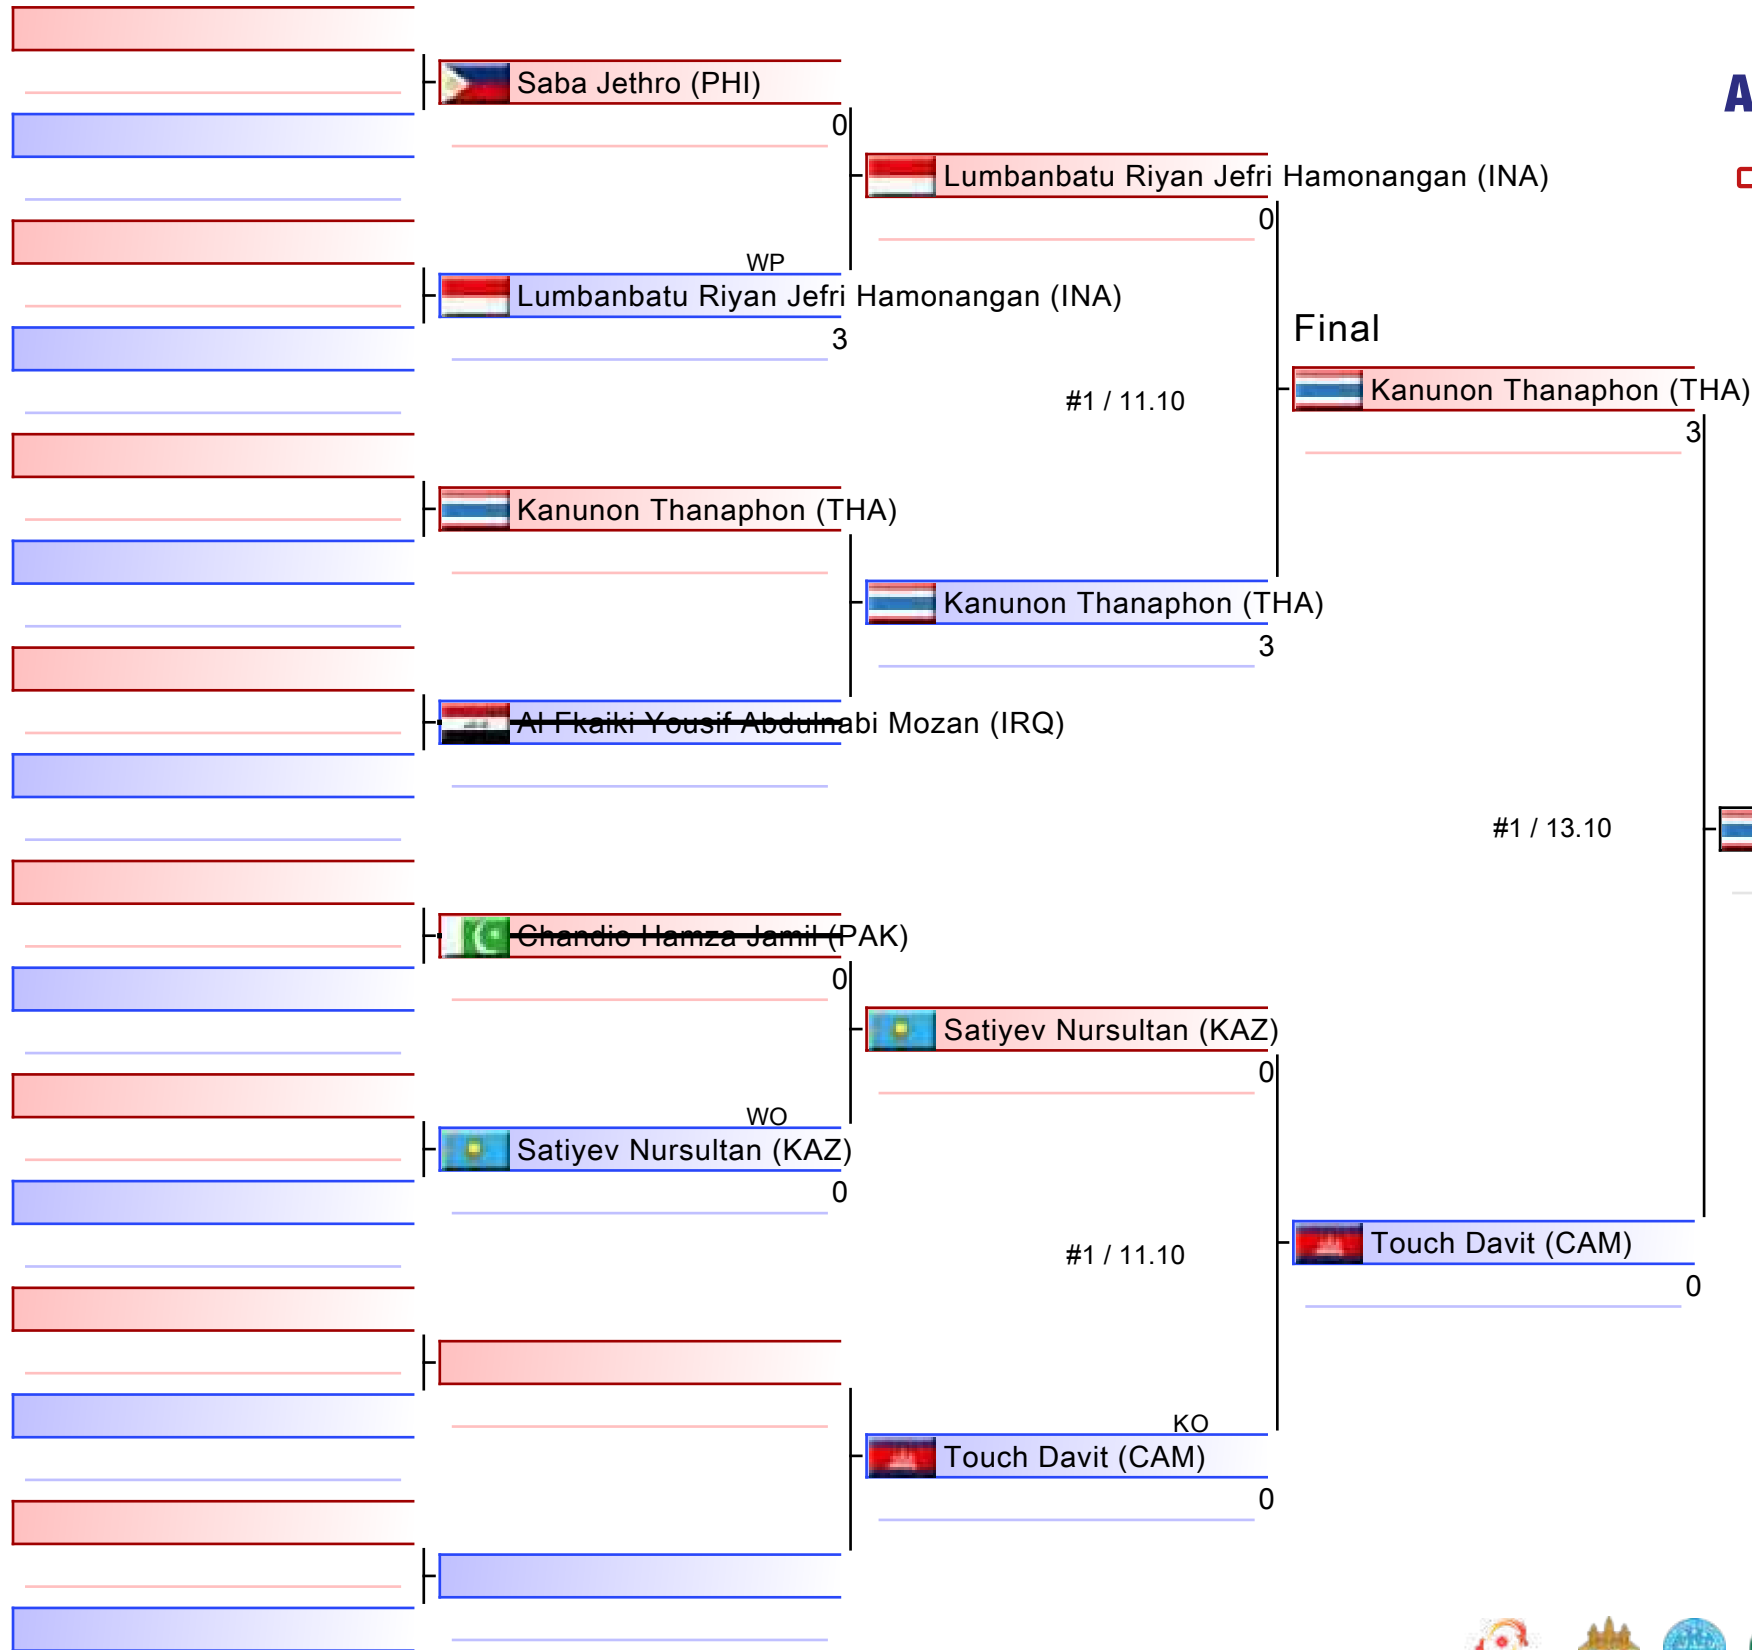 Saba Jethro (PHI)
0
WP
Lumbanbatu Riyan Jefri Hamonangan (INA)
3
Kanunon Thanaphon (THA)
Al Fkaiki Yousif Abdulnabi Mozan (IRQ)
Chandio Hamza Jamil (PAK)
0
WO
Satiyev Nursultan (KAZ)
0
Lumbanbatu Riyan Jefri Hamonangan (INA)
0
#1 / 11.10
Kanunon Thanaphon (THA)
3
Satiyev Nursultan (KAZ)
0
#1 / 11.10
KO
Touch Davit (CAM)
0
Final
Kanunon Thanaphon (THA)
3
#1 / 13.10
Touch Davit (CAM)
0
A